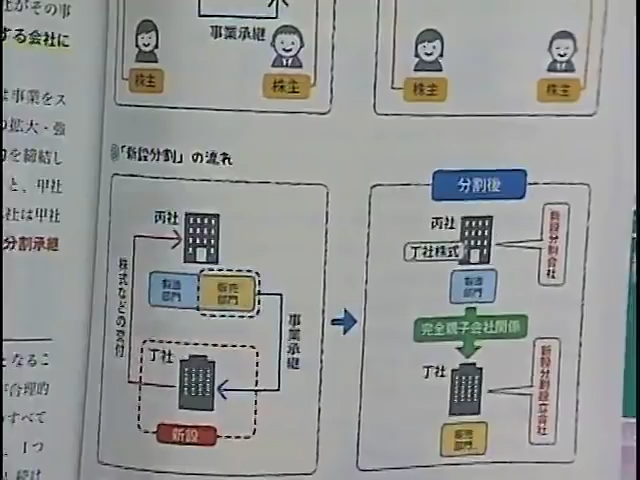 がその事
する会社に
は事業をス
の拡大・強
を締結し
と、甲社
社は甲社
分割承継
となるこ
が合理的
すべて
1つ
事業承継
株主
株主
株主
株主
「新設分割」の流れ
丙社
製造
部門
販売
部門
株式などの交付
事業承継
丁社
新設
分割後
丙社
丁社株式
新設分割会社
製造
部門
完全親子会社関係
丁社
新設分割設立会社
販売
部門